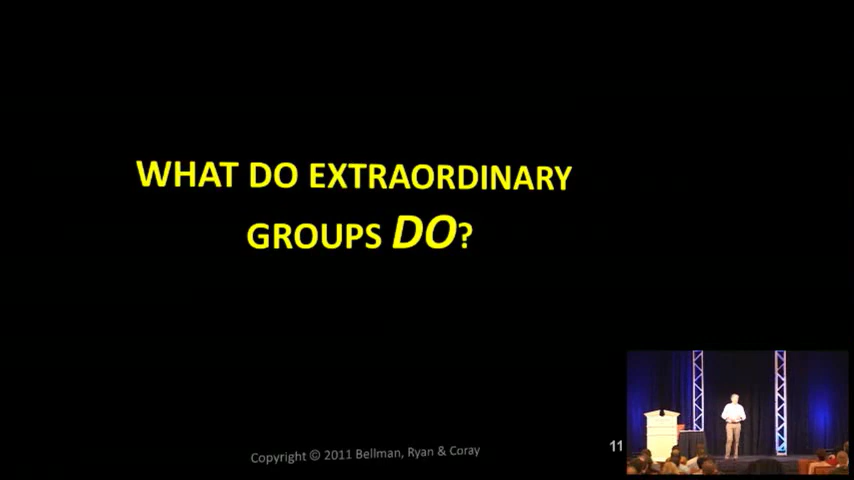 WHAT DO EXTRAORDINARY
GROUPS DO?
Copyright © 2011 Bellman, Ryan & Coray
11